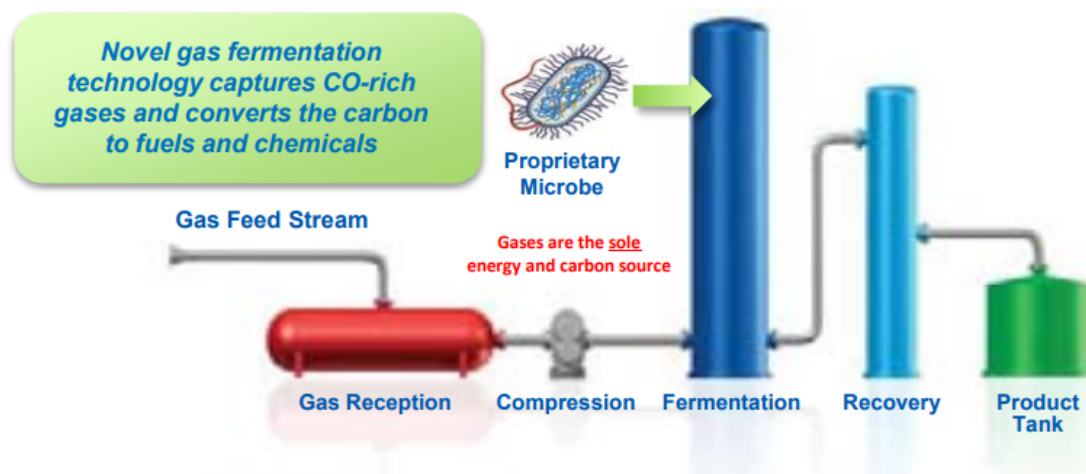 Novel gas fermentation
technology captures CO-rich
gases and converts the carbon
to fuels and chemicals
Proprietary
Microbe
Gas Feed Stream
Gases are the sole
energy and carbon source
Gas Reception
Compression
Fermentation
Recovery
Product
Tank